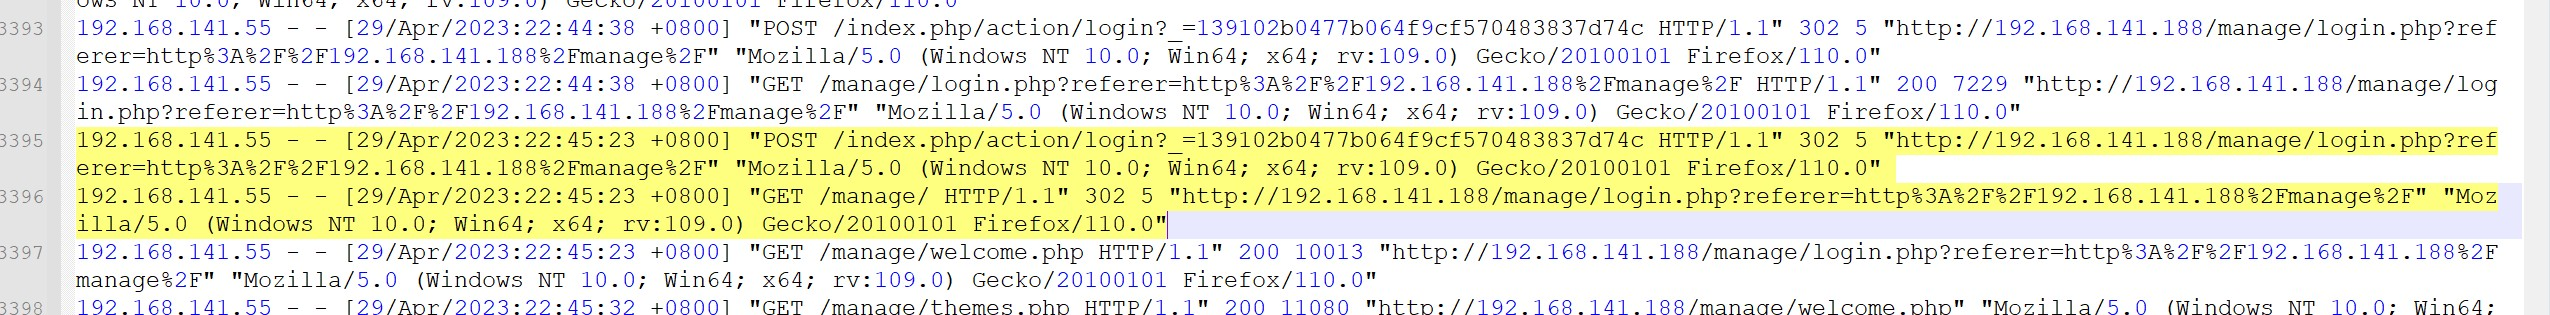 ows NT 10.0; Win64; x64; rv:109.0) Gecko/20100101 Firefox/110.0"
3393 192.168.141.55 - - [29/Apr/2023:22:44:38 +0800] "POST /index.php/action/login?_=139102b0477b064f9cf570483837d74c HTTP/1.1" 302 5 "http://192.168.141.188/manage/login.php?ref
erer=http%3A%2F%2F192.168.141.188%2Fmanage%2F" "Mozilla/5.0 (Windows NT 10.0; Win64; x64; rv:109.0) Gecko/20100101 Firefox/110.0"
3394 192.168.141.55 - - [29/Apr/2023:22:44:38 +0800] "GET /manage/login.php?referer=http%3A%2F%2F192.168.141.188%2Fmanage%2F HTTP/1.1" 200 7229 "http://192.168.141.188/manage/log
in.php?referer=http%3A%2F%2F192.168.141.188%2Fmanage%2F" "Mozilla/5.0 (Windows NT 10.0; Win64; x64; rv:109.0) Gecko/20100101 Firefox/110.0"
3395 192.168.141.55 - - [29/Apr/2023:22:45:23 +0800] "POST /index.php/action/login?_=139102b0477b064f9cf570483837d74c HTTP/1.1" 302 5 "http://192.168.141.188/manage/login.php?ref
erer=http%3A%2F%2F192.168.141.188%2Fmanage%2F" "Mozilla/5.0 (Windows NT 10.0; Win64; x64; rv:109.0) Gecko/20100101 Firefox/110.0"
3396 192.168.141.55 - - [29/Apr/2023:22:45:23 +0800] "GET /manage/ HTTP/1.1" 302 5 "http://192.168.141.188/manage/login.php?referer=http%3A%2F%2F192.168.141.188%2Fmanage%2F" "Moz
illa/5.0 (Windows NT 10.0; Win64; x64; rv:109.0) Gecko/20100101 Firefox/110.0"
3397 192.168.141.55 - - [29/Apr/2023:22:45:23 +0800] "GET /manage/welcome.php HTTP/1.1" 200 10013 "http://192.168.141.188/manage/login.php?referer=http%3A%2F%2F192.168.141.188%2F
manage%2F" "Mozilla/5.0 (Windows NT 10.0; Win64; x64; rv:109.0) Gecko/20100101 Firefox/110.0"
3398 192.168.141.55 - - [29/Apr/2023:22:45:32 +0800] "GET /manage/themes.php HTTP/1.1" 200 11080 "http://192.168.141.188/manage/welcome.php" "Mozilla/5.0 (Windows NT 10.0; Win64;